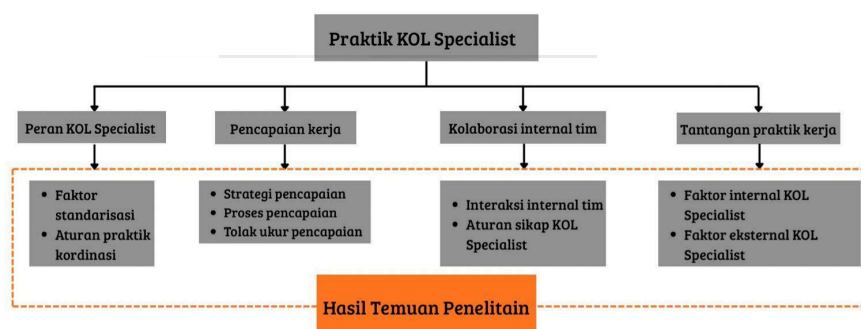 Praktik KOL Specialist
Peran KOL Specialist
Pencapaian kerja
Kolaborasi internal tim
Tantangan praktik kerja
• Faktor
standarisasi
• Aturan praktik
kordinasi
• Strategi pencapaian
• Proses pencapaian
• Tolak ukur pencapaian
• Interaksi internal tim
• Aturan sikap KOL
Specialist
• Faktor internal KOL
Specialist
• Faktor eksternal KOL
Specialist
Hasil Temuan Penelitain